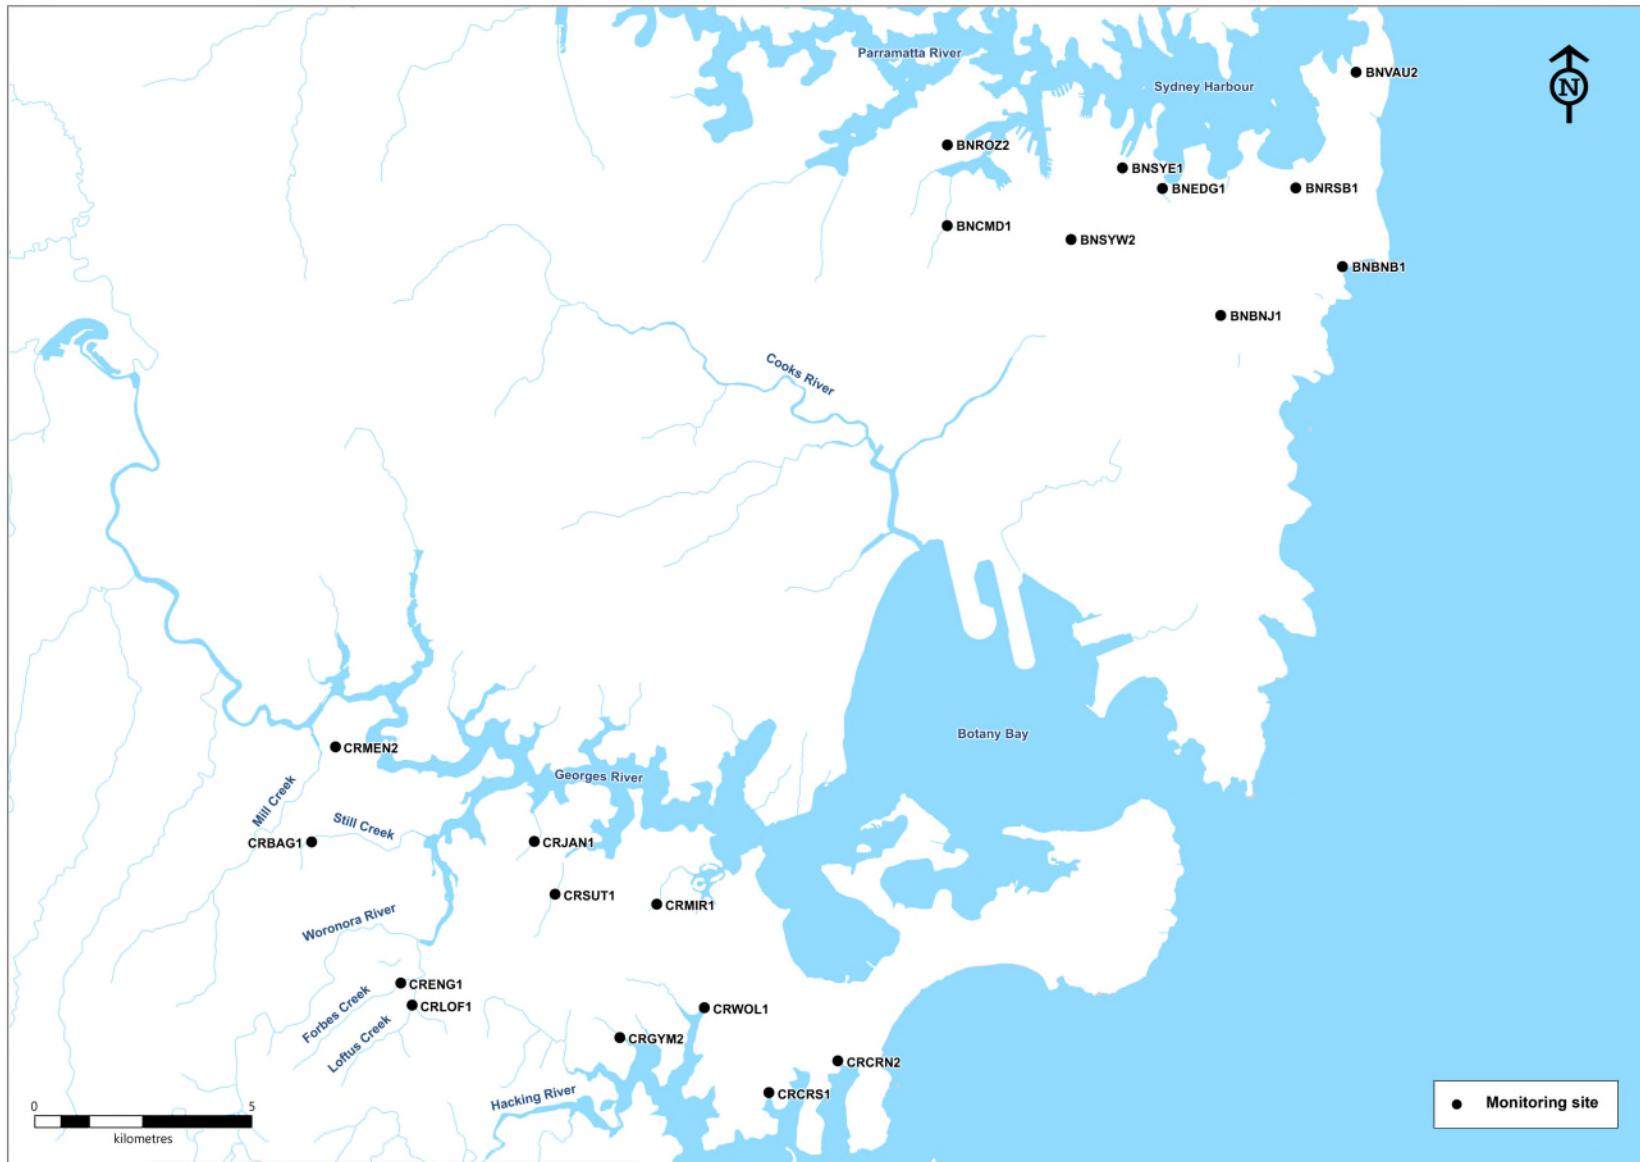 Parramatta River
BNVAU2
Sydney Harbour
N
BNROZ2
BNSYE1
BNEDG1
BNRSB1
BNCMD1
BNSYW2
BNBNB1
BNBNJ1
Cooks River
Botany Bay
CRMEN2
Georges River
Mill Creek
Still Creek
CRBAG1
CRJAN1
CRSUT1
CRMIR1
Woronora River
CRENG1
CRLOF1
Forbes Creek
Loftus Creek
CRWOL1
CRGYM2
CRCRN2
CRCRS1
Hacking River
0 5
kilometres
Monitoring site